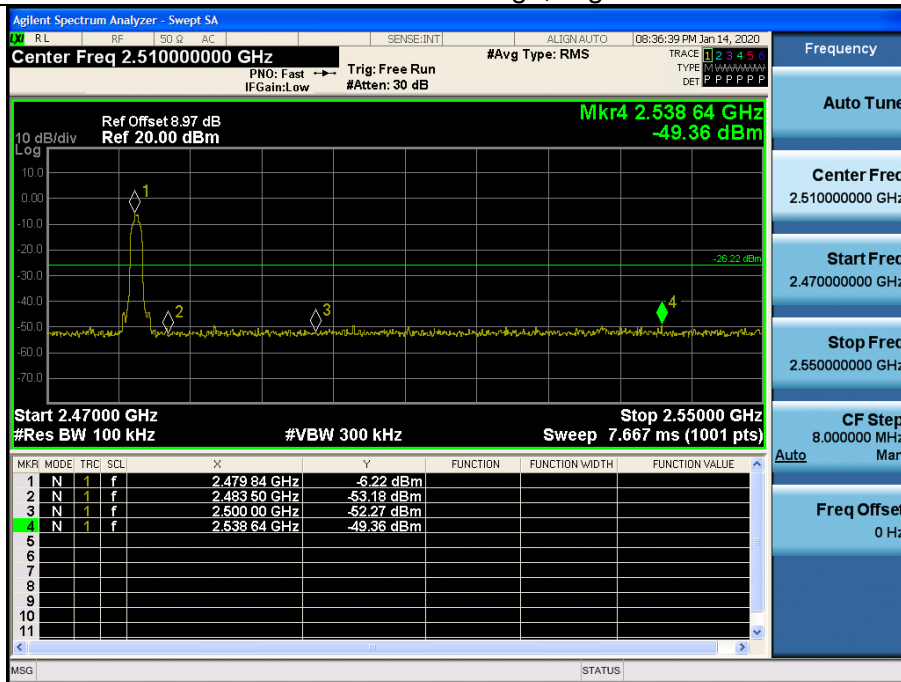 Agilent Spectrum Analyzer - Swept SA
LXI RL RF 50 Ω AC SENSE:INT ALIGN AUTO 08:36:39 PM Jan 14, 2020
Center Freq 2.510000000 GHz #Avg Type: RMS TRACE 1 2 3 4 5 6
PNO: Fast Trig: Free Run TYPE M WWWWW
IFGain:Low #Atten: 30 dB DET P P P P P P
Mkr4 2.538 64 GHz
-49.36 dBm
Ref Offset 8.97 dB
10 dB/div Ref 20.00 dBm
Log
10.0
0.00
-10.0
-20.0
-30.0
-40.0
-50.0
-60.0
-70.0
1
2
3
4
-26.22 dBm
Start 2.47000 GHz Stop 2.55000 GHz
#Res BW 100 kHz #VBW 300 kHz Sweep 7.667 ms (1001 pts)
MKR MODE TRC SCL X Y FUNCTION FUNCTION WIDTH FUNCTION VALUE
1 N 1 f 2.479 84 GHz -6.22 dBm
2 N 1 f 2.483 50 GHz -53.18 dBm
3 N 1 f 2.500 00 GHz -52.27 dBm
4 N 1 f 2.538 64 GHz -49.36 dBm
5
6
7
8
9
10
11
MSG STATUS
Frequency
Auto Tune
Center Freq
2.510000000 GHz
Start Freq
2.470000000 GHz
Stop Freq
2.550000000 GHz
CF Step
8.000000 MHz
Auto Man
Freq Offset
0 Hz